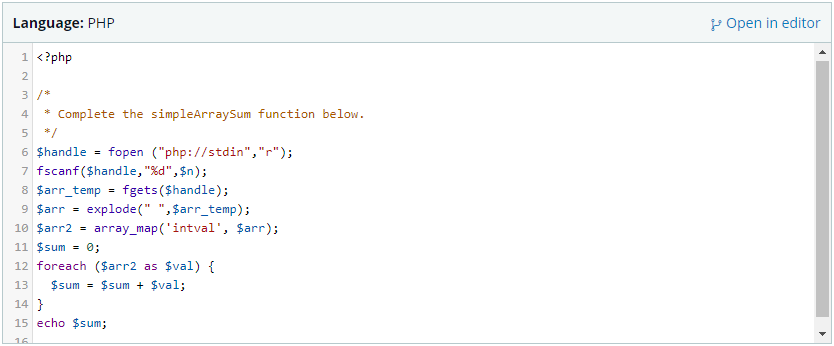 Language: PHP
Open in editor
1 <?php
2
3 /*
4  * Complete the simpleArraySum function below.
5  */
6 $handle = fopen ("php://stdin","r");
7 fscanf($handle,"%d",$n);
8 $arr_temp = fgets($handle);
9 $arr = explode(" ",$arr_temp);
10 $arr2 = array_map('intval', $arr);
11 $sum = 0;
12 foreach ($arr2 as $val) {
13   $sum = $sum + $val;
14 }
15 echo $sum;
16